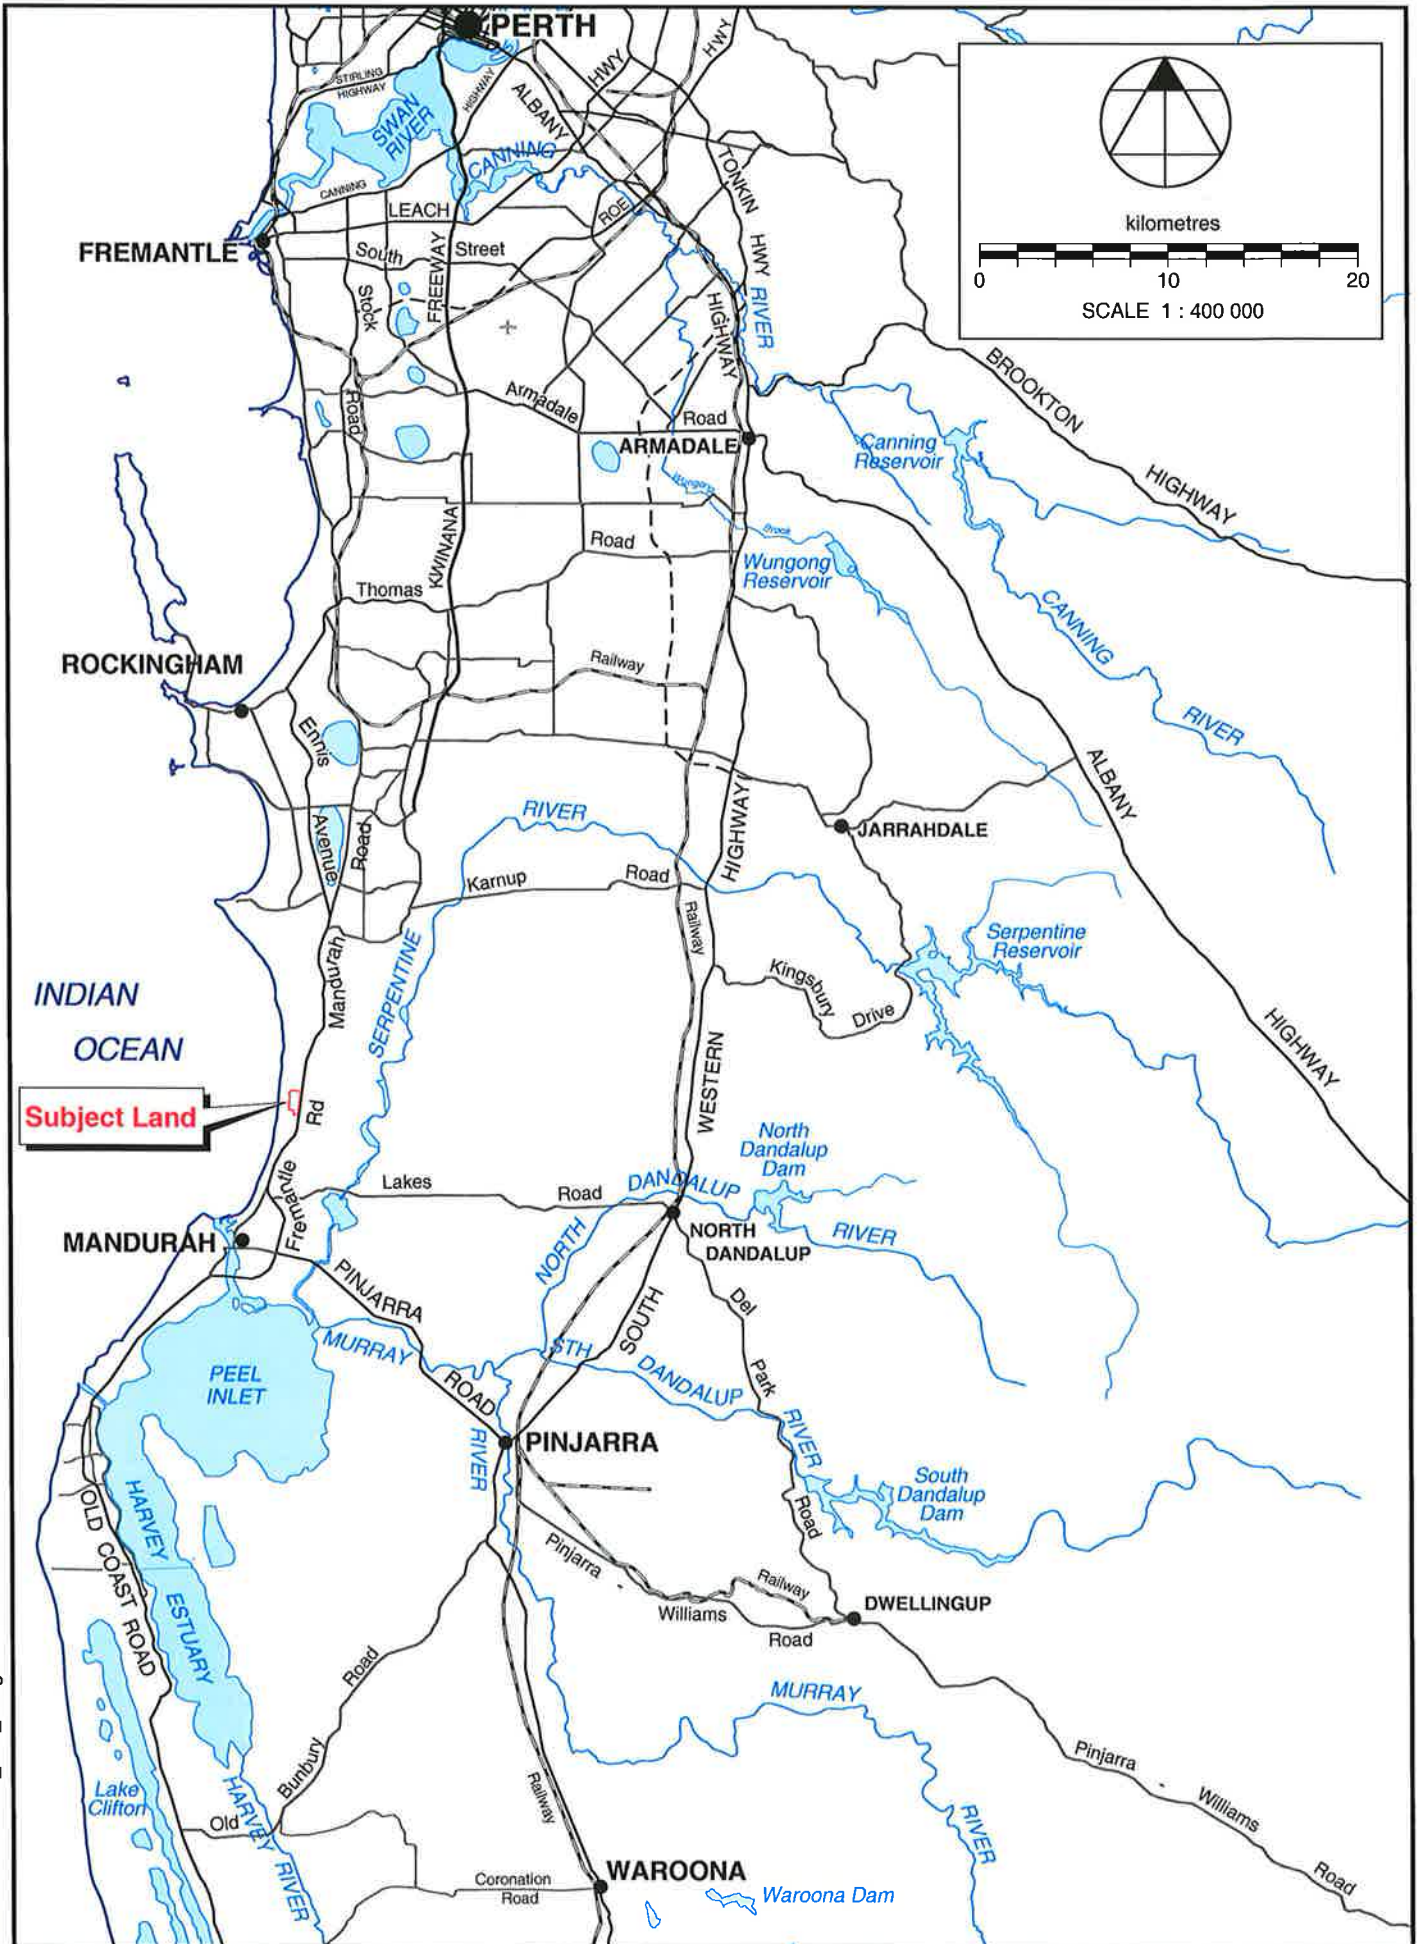 PERTH
STIRLING
HIGHWAY
SWAN
RIVER
HIGHWAY
ALBANY
HWY
HWY
CANNING
CANNING
TONKIN
HWY
RIVER
LEACH
ROE
FREMANTLE
South
Street
Stock
Road
FREEWAY
KWINANA
HIGHWAY
kilometres
0 10 20
SCALE 1 : 400 000
BROOKTON
HIGHWAY
Armadale
Road
ARMADALE
Canning
Reservoir
Wungong
Brook
Road
Wungong
Reservoir
Thomas
CANNING
RIVER
ROCKINGHAM
Railway
Ennis
Avenue
Road
ALBANY
HIGHWAY
RIVER
HIGHWAY
JARRAHDALE
Karnup
Road
Railway
SERPENTINE
Mandurah
Serpentine
Reservoir
Kingsbury
Drive
INDIAN
OCEAN
Subject Land
Rd
WESTERN
North
Dandalup
Dam
Fremantle
Lakes
Road
DANDALUP
NORTH
RIVER
MANDURAH
NORTH
DANDALUP
PINJARRA
ROAD
Del
Park
Road
SOUTH
MURRAY
RIVER
STH
DANDALUP
RIVER
PEEL
INLET
PINJARRA
South
Dandalup
Dam
HARVEY
ESTUARY
OLD COAST ROAD
Pinjarra
-
Williams
Road
Railway
DWELLINGUP
Road
Bunbury
Old
MURRAY
RIVER
Pinjarra
-
Williams
Road
Lake
Clifton
HARVEY RIVER
Railway
Coronation
Road
WAROONA
Waroona Dam